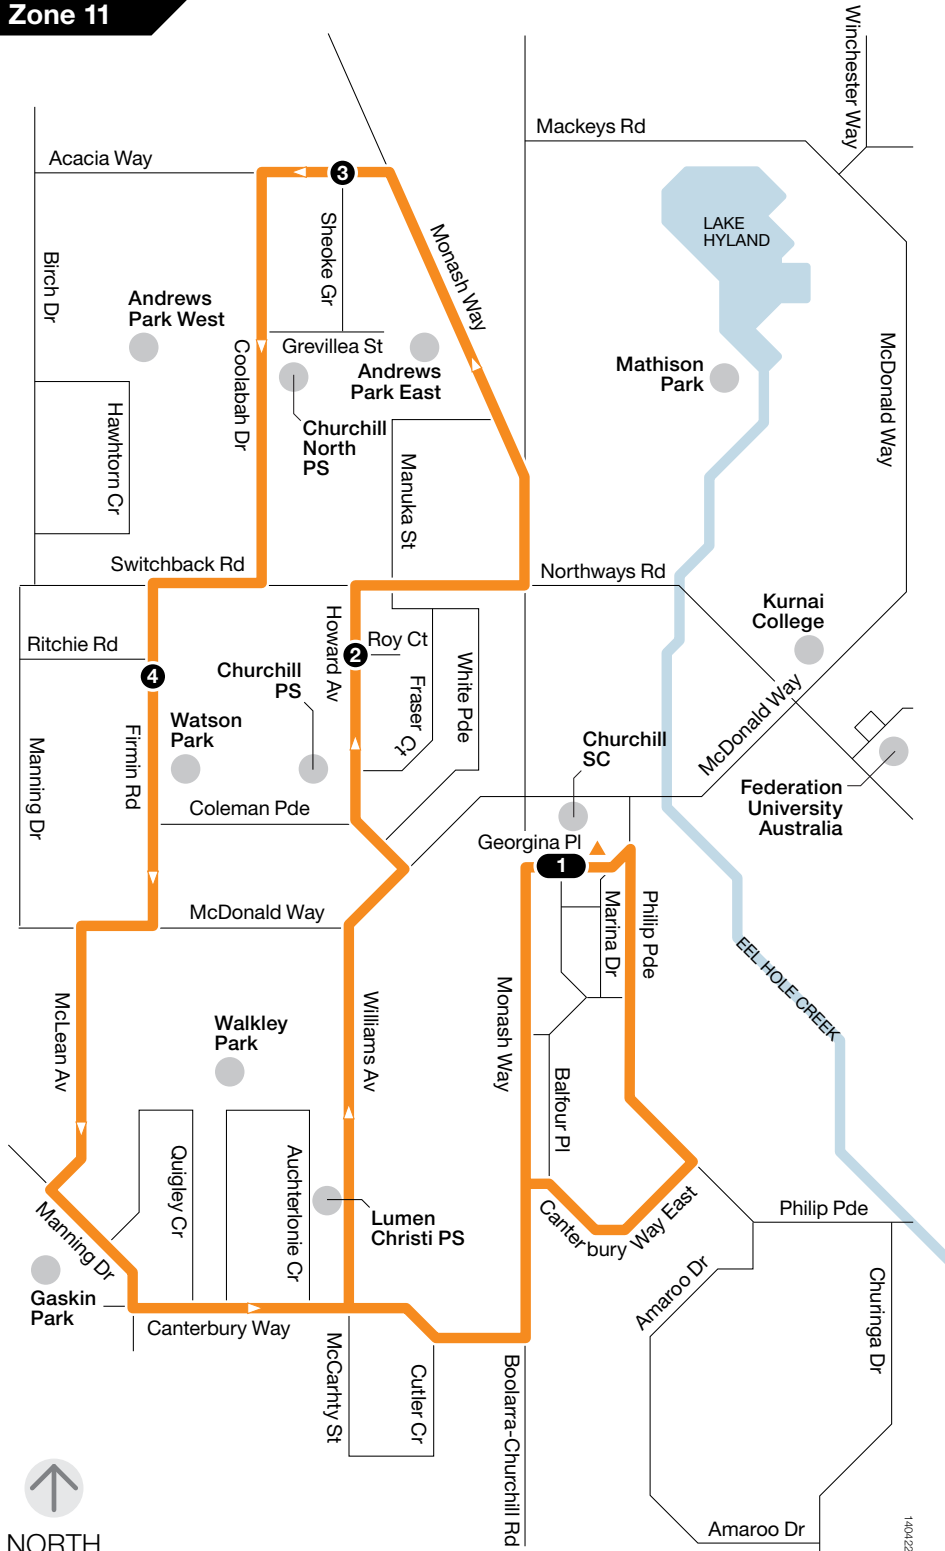 Zone 11
Winchester Way
Mackeys Rd
Acacia Way
3
Sheoke Gr
Monash Way
LAKE
HYLAND
Birch Dr
Andrews
Park West
Coolabah Dr
Grevillea St
Andrews
Park East
Mathison
Park
McDonald Way
Churchill
North
PS
Hawhtorn Cr
Manuka St
Switchback Rd
Northways Rd
Kurnai
College
Ritchie Rd
Howard Av
Roy Ct
2
White Pde
Churchill
PS
4
Fraser
Ct
McDonald Way
Watson
Park
Firmin Rd
Manning Dr
Churchill
SC
Federation
University
Australia
Coleman Pde
Georgina Pl
1
McDonald Way
Marina Dr
Philip Pde
EEL HOLE CREEK
McLean Av
Williams Av
Monash Way
Walkley
Park
Balfour Pl
Quigley Cr
Auchterlonie Cr
Lumen
Christi PS
Canterbury Way East
Philip Pde
Manning Dr
Gaskin
Park
Amaroo Dr
Churinga Dr
Canterbury Way
McCarhty St
Cutler Cr
Boolarra-Churchill Rd
NORTH
Amaroo Dr
140422